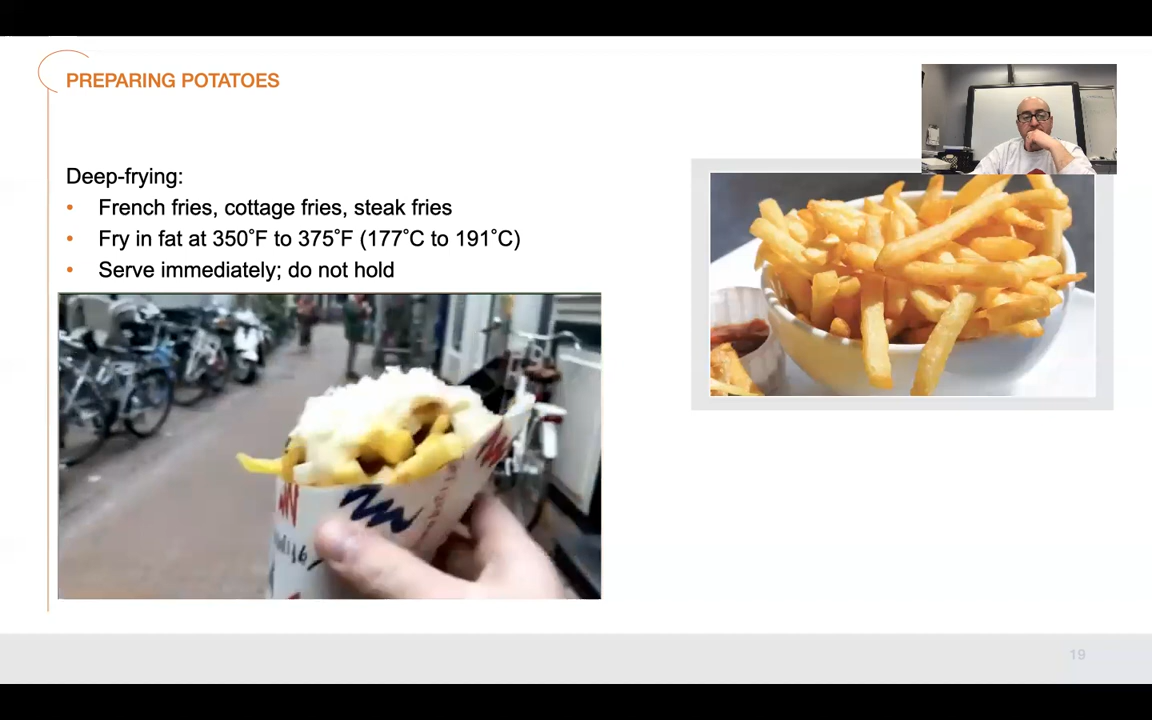 PREPARING POTATOES
Deep-frying:
• French fries, cottage fries, steak fries
• Fry in fat at 350˚F to 375˚F (177˚C to 191˚C)
• Serve immediately; do not hold
19